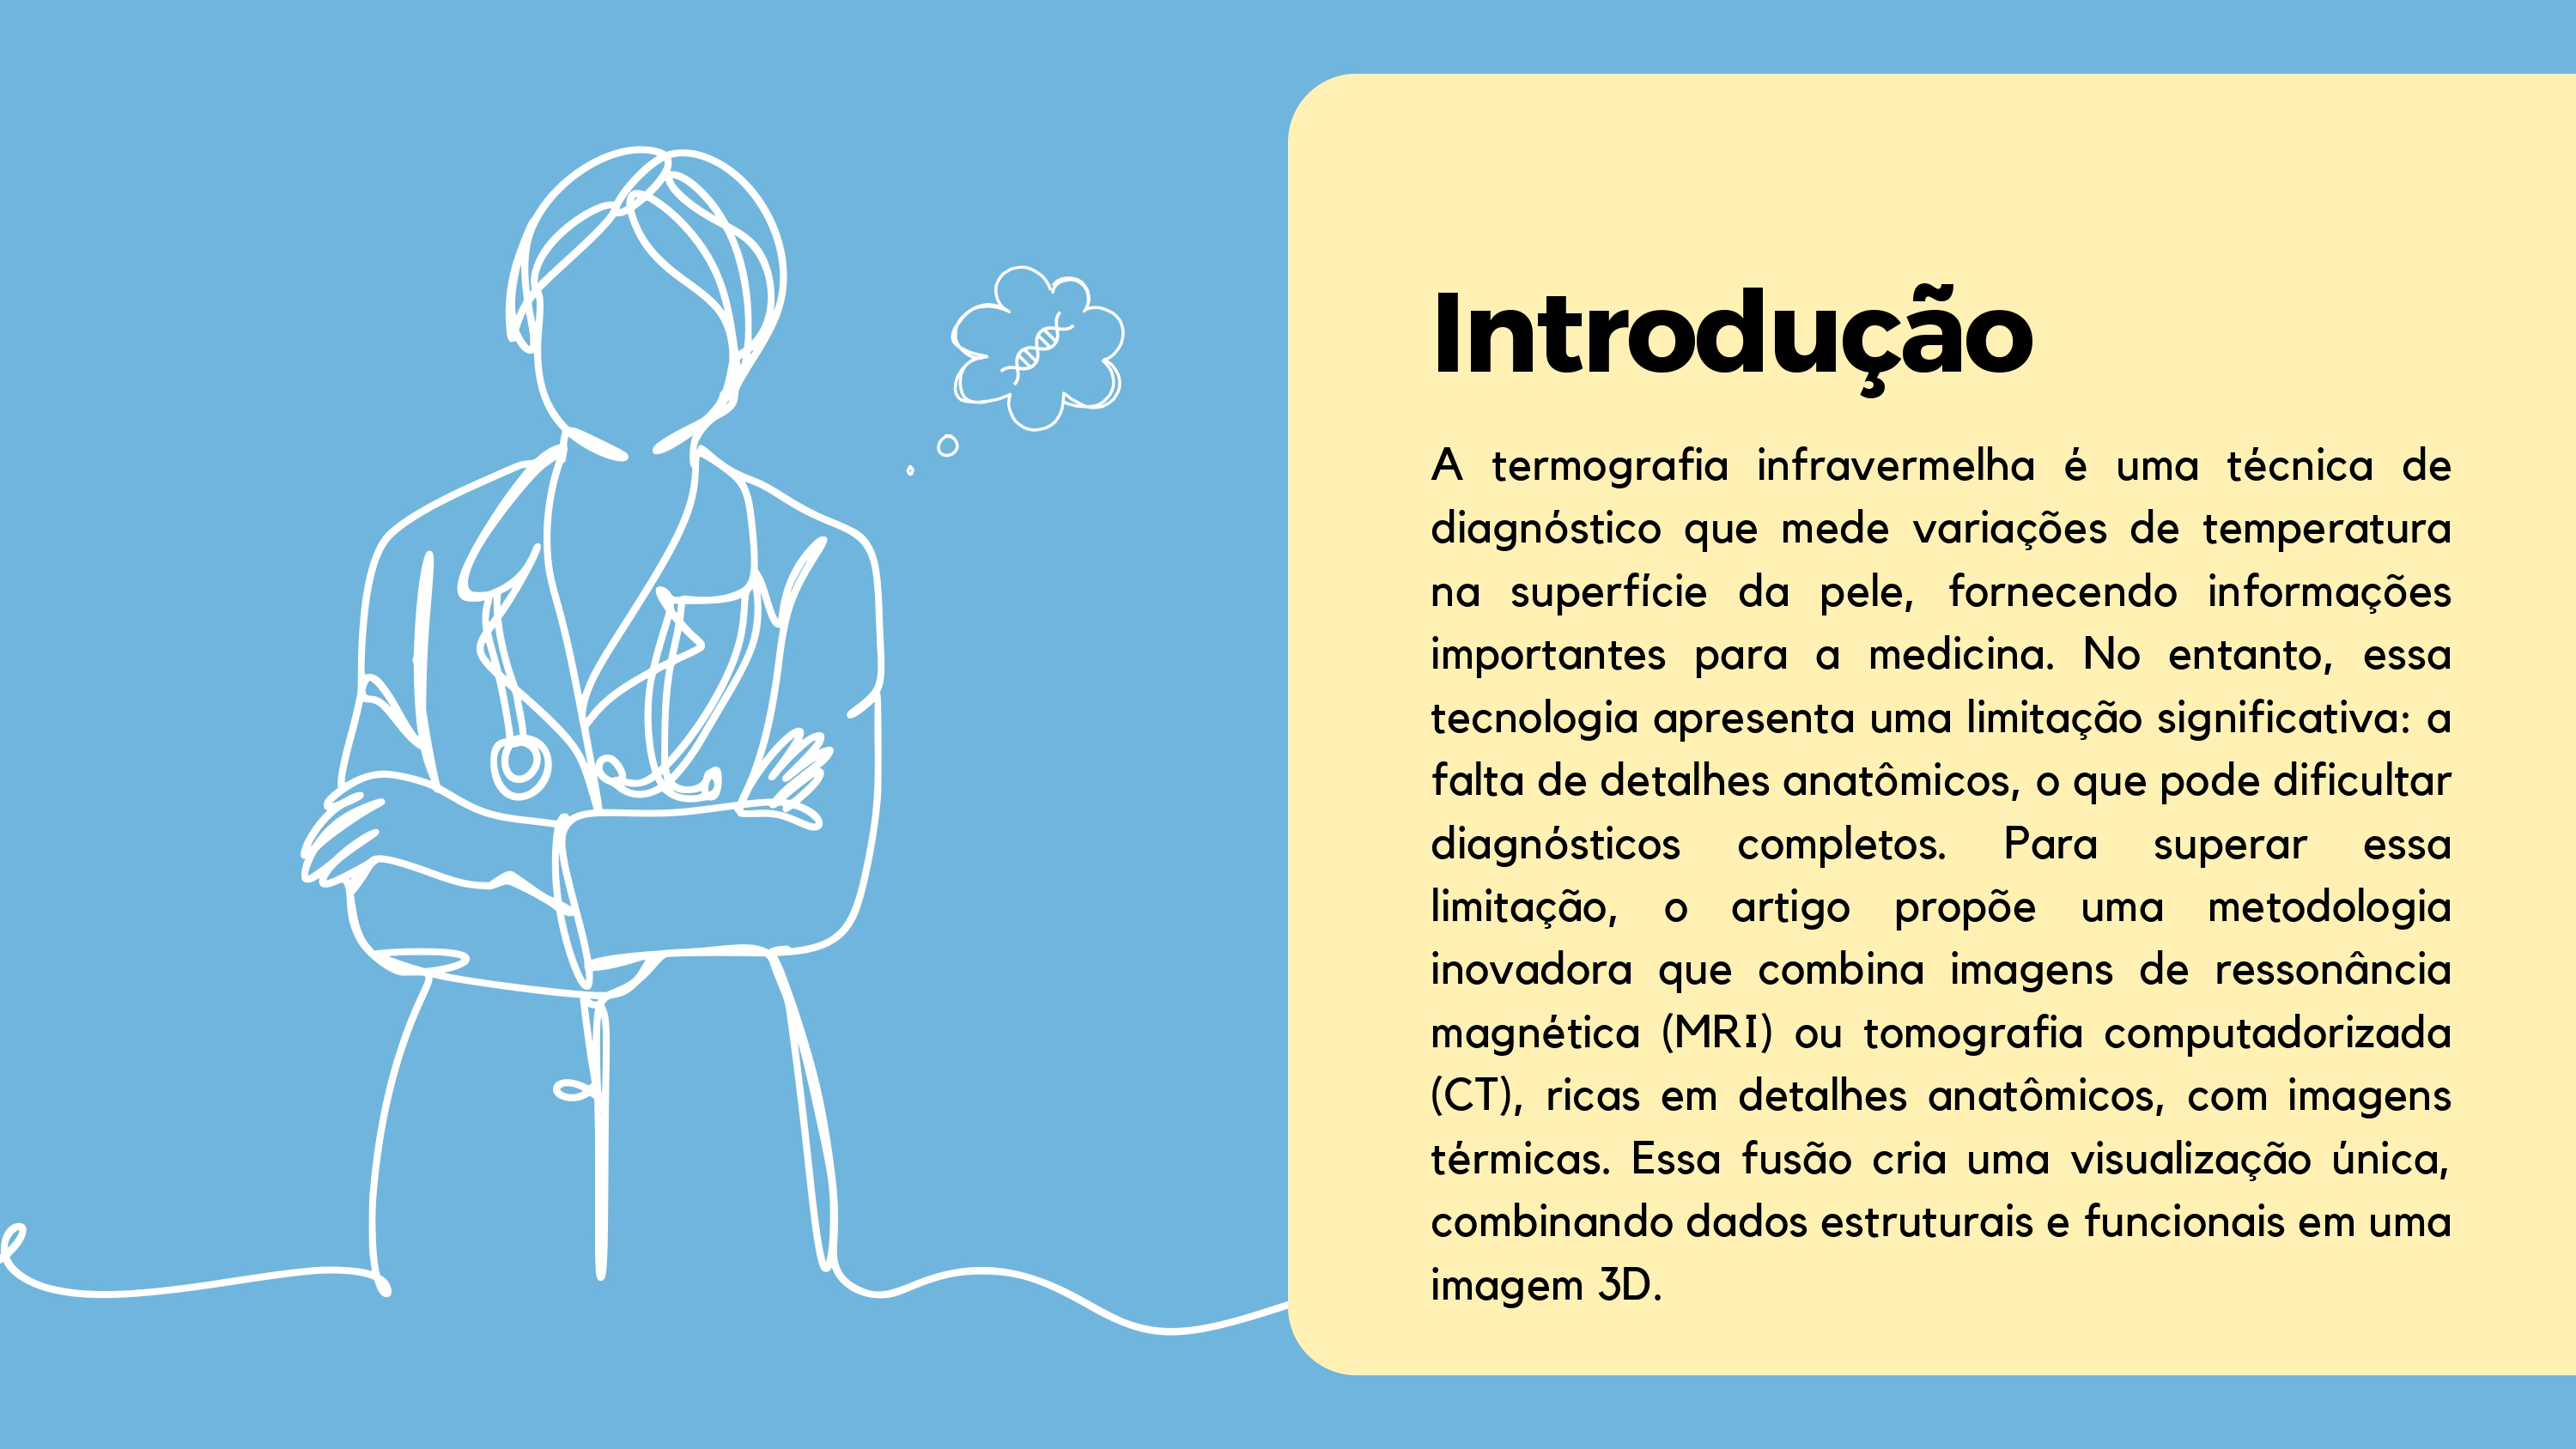 Introdução
A termografia infravermelha é uma técnica de
diagnóstico que mede variações de temperatura
na superfície da pele, fornecendo informações
importantes para a medicina. No entanto, essa
tecnologia apresenta uma limitação significativa: a
falta de detalhes anatômicos, o que pode dificultar
diagnósticos completos. Para superar essa
limitação, o artigo propõe uma metodologia
inovadora que combina imagens de ressonância
magnética (MRI) ou tomografia computadorizada
(CT), ricas em detalhes anatômicos, com imagens
térmicas. Essa fusão cria uma visualização única,
combinando dados estruturais e funcionais em uma
imagem 3D.